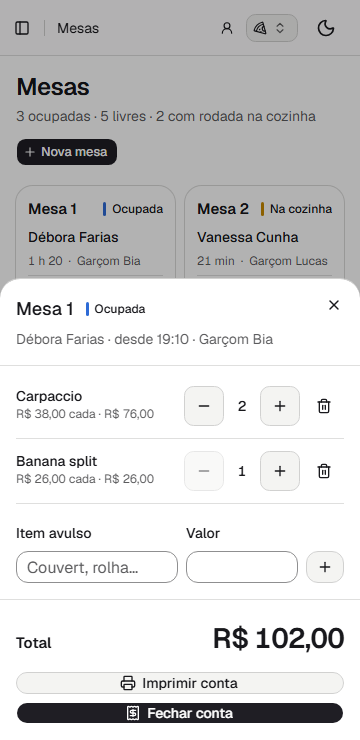 Mesas
Mesas
3 ocupadas · 5 livres · 2 com rodada na cozinha
+ Nova mesa
Mesa 1 Ocupada
Débora Farias
1 h 20 · Garçom Bia
Mesa 2 Na cozinha
Vanessa Cunha
21 min · Garçom Lucas
Mesa 1 Ocupada
Débora Farias · desde 19:10 · Garçom Bia
Carpaccio
R$ 38,00 cada · R$ 76,00
2
Banana split
R$ 26,00 cada · R$ 26,00
1
Item avulso Valor
Couvert, rolha...
Total R$ 102,00
Imprimir conta
Fechar conta